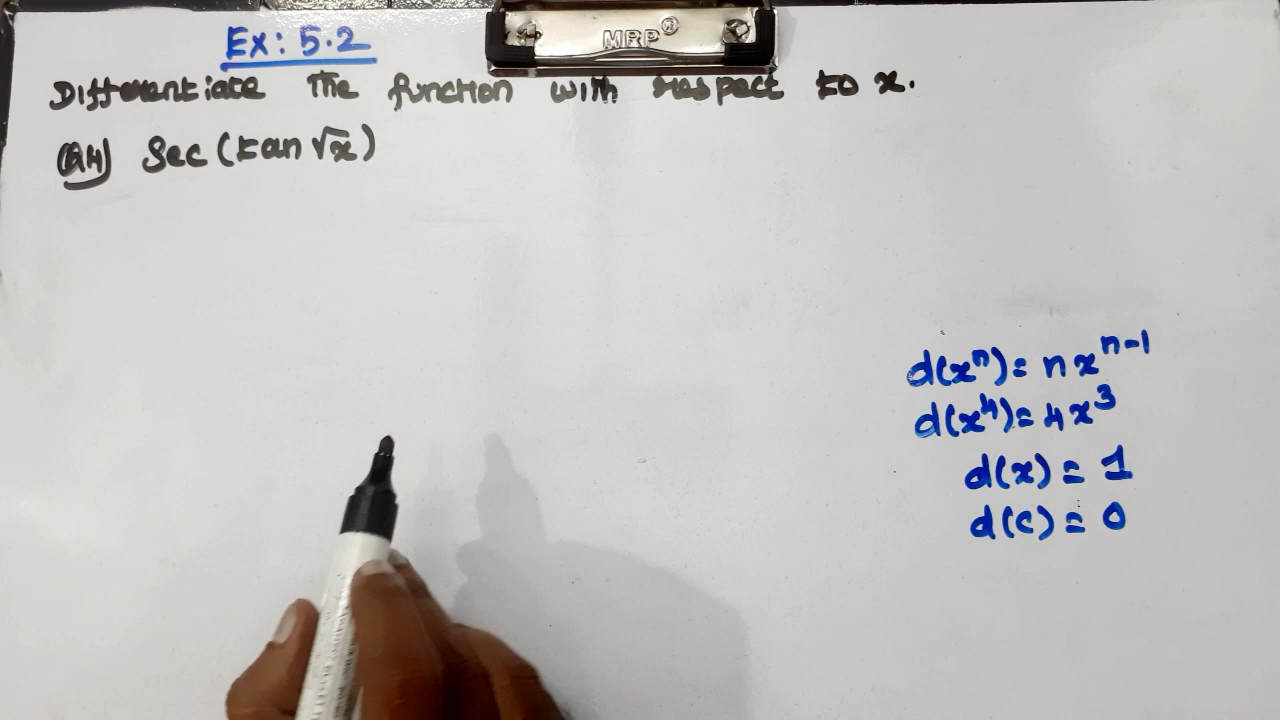 MRP®
Ex: 5.2
Differentiate The function with respect to x.
Q4) Sec (tan √x)
d(xⁿ) = n xⁿ⁻¹
d(x⁴) = 4x³
d(x) = 1
d(c) = 0